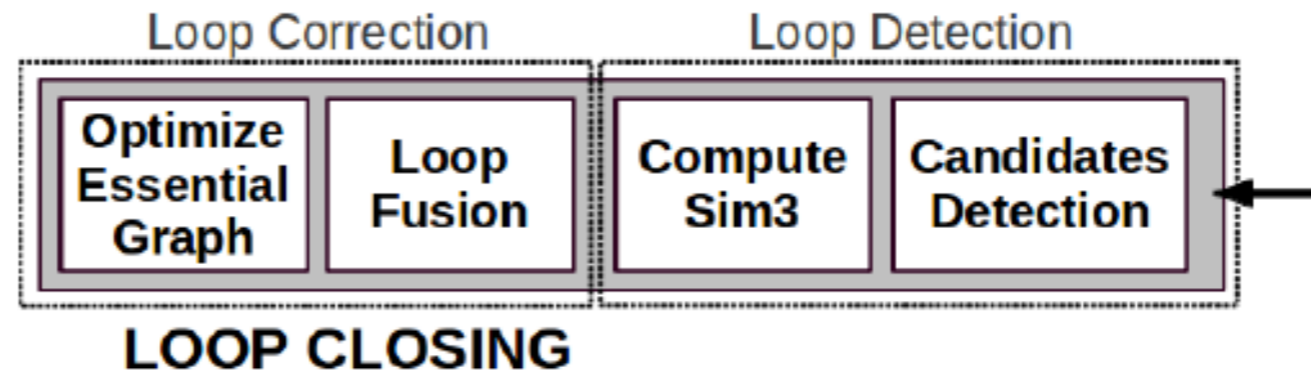 Loop Correction
Loop Detection
Optimize
Essential
Graph
Loop
Fusion
Compute
Sim3
Candidates
Detection
LOOP CLOSING